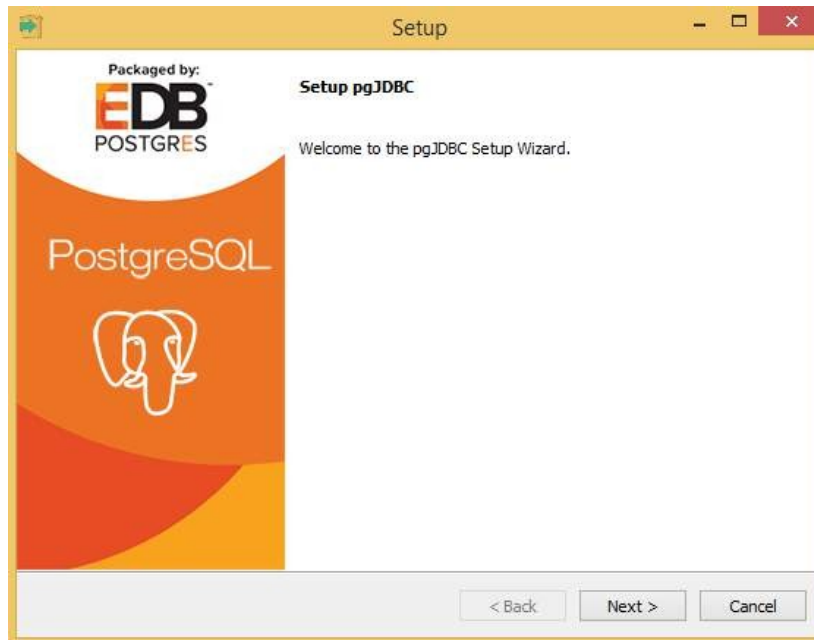 Setup
Packaged by:
EDB
POSTGRES
PostgreSQL
Setup pgJDBC
Welcome to the pgJDBC Setup Wizard.
< Back
Next >
Cancel